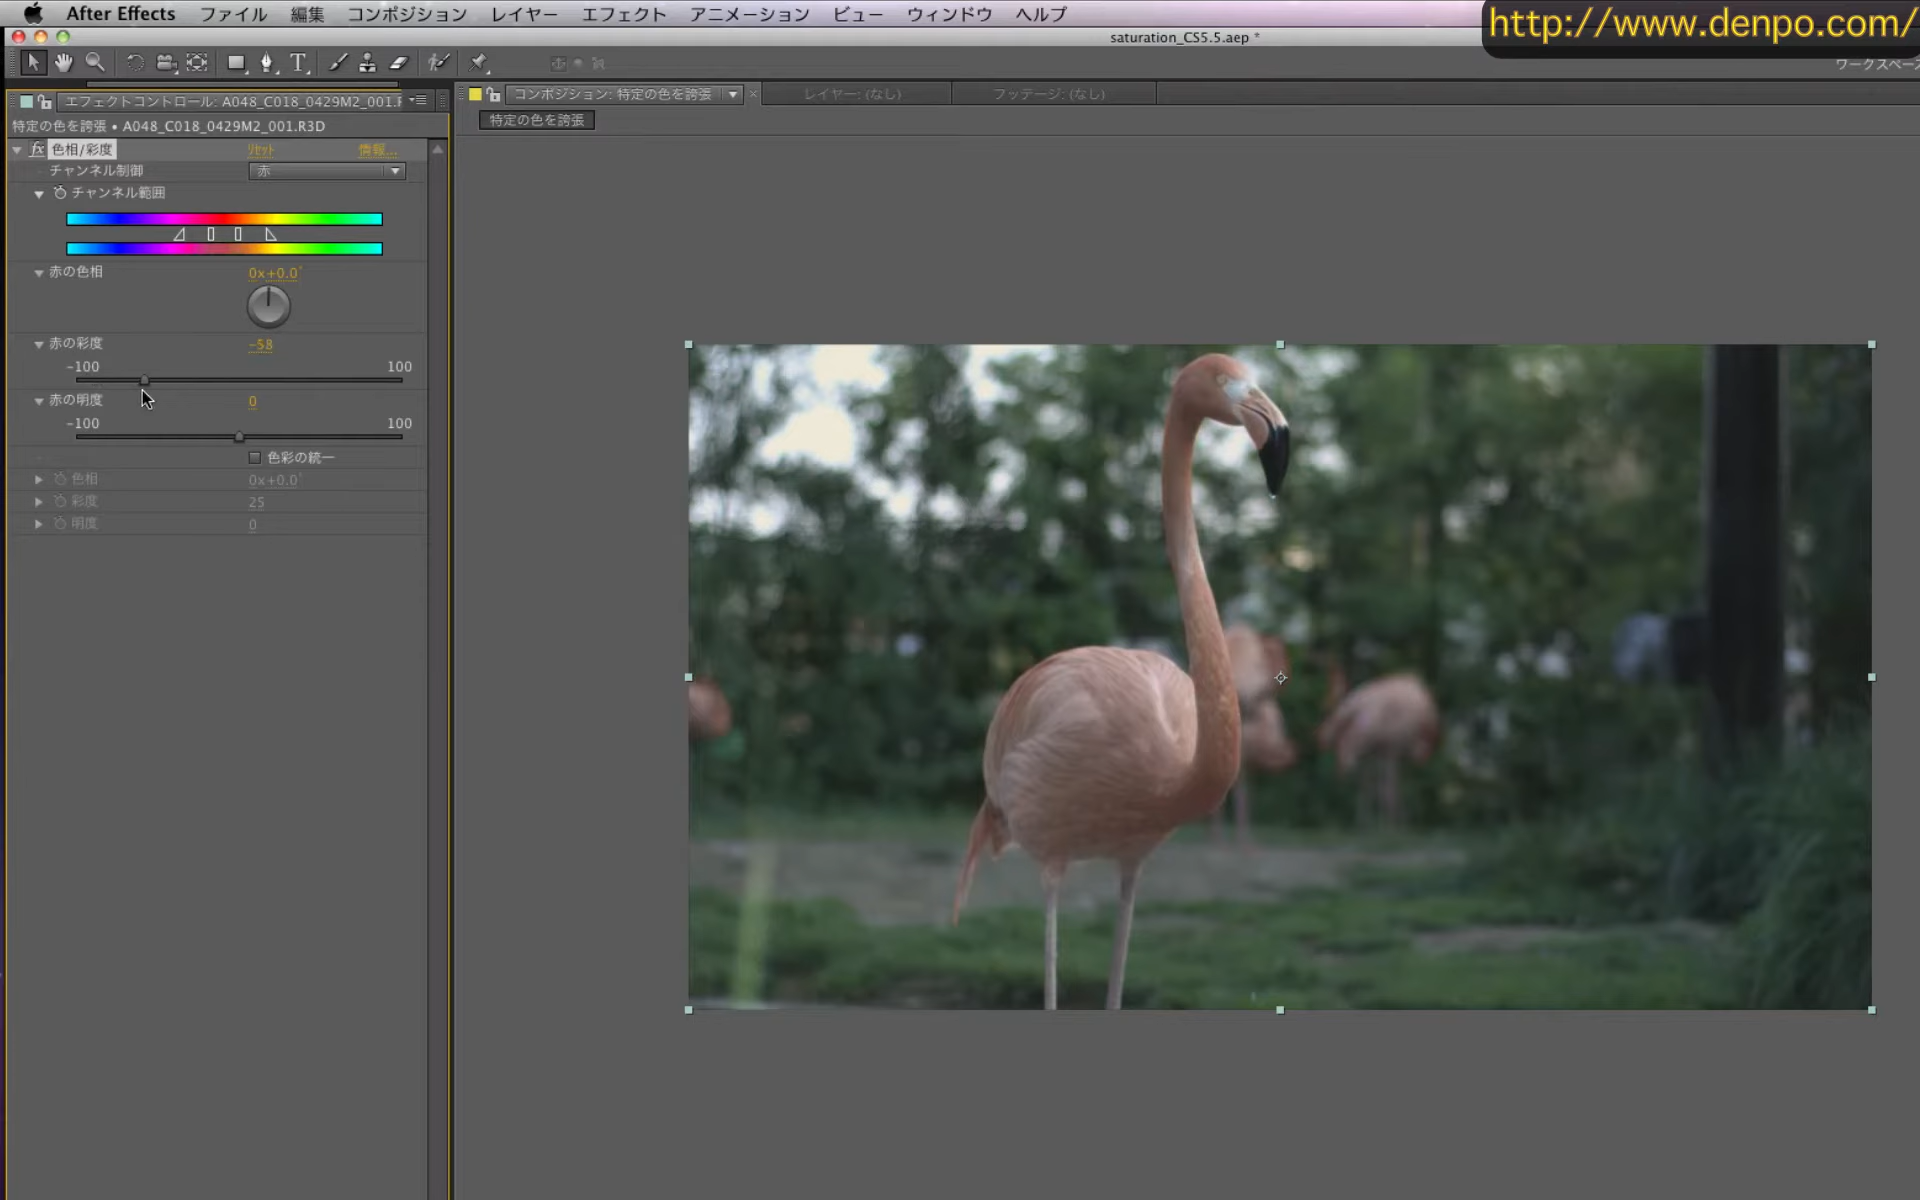 After Effects ファイル 編集 コンポジション レイヤー エフェクト アニメーション ビュー ウィンドウ ヘルプ
http://www.denpo.com/
saturation_CS5.5.aep *
T
ワークスペース
エフェクトコントロール: A048_C018_0429M2_001.F
コンポジション: 特定の色を誇張
レイヤー: (なし)
フッテージ: (なし)
特定の色を誇張
特定の色を誇張 • A048_C018_0429M2_001.R3D
fx 色相/彩度 リセット 情報...
チャンネル制御 赤
チャンネル範囲
赤の色相 0x+0.0°
赤の彩度 -58
-100 100
赤の明度 0
-100 100
色彩の統一
色相 0x+0.0°
彩度 25
明度 0